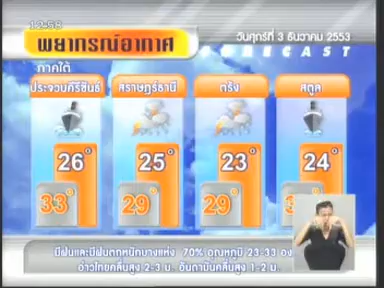 12:58
พยากรณ์อากาศ
วันศุกร์ที่ 3 ธันวาคม 2553
FORECAST
ภาคใต้
ประจวบคีรีขันธ์ สุราษฎร์ธานี ตรัง สตูล
26° 25° 23° 24°
33° 29° 29° 3
มีฝนและมีฝนตกหนักบางแห่ง 70% อุณหภูมิ 23-33 อง
อ่าวไทยคลื่นสูง 2-3 ม. อันดามันคลื่นสูง 1-2 ม.